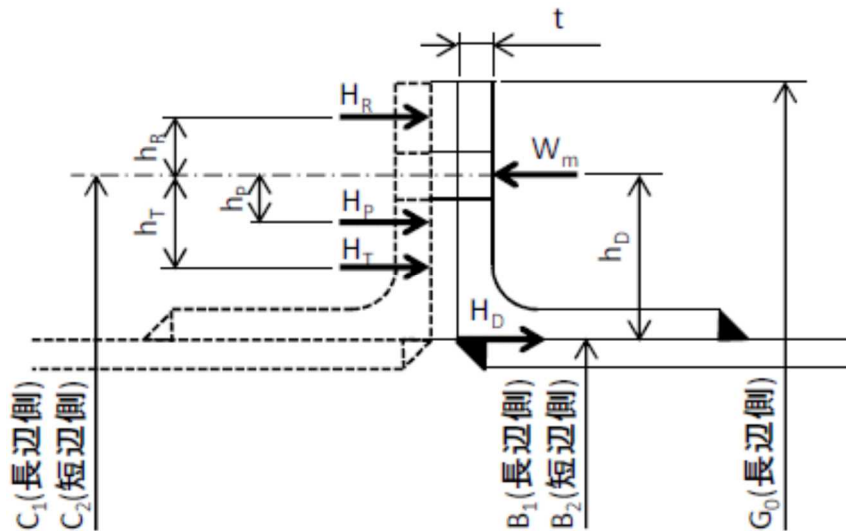 t
H_R
h_R
W_m
h_P
H_P
h_T
H_T
h_D
H_D
C_1(長辺側)
C_2(短辺側)
B_1(長辺側)
B_2(短辺側)
G_0(長辺側)